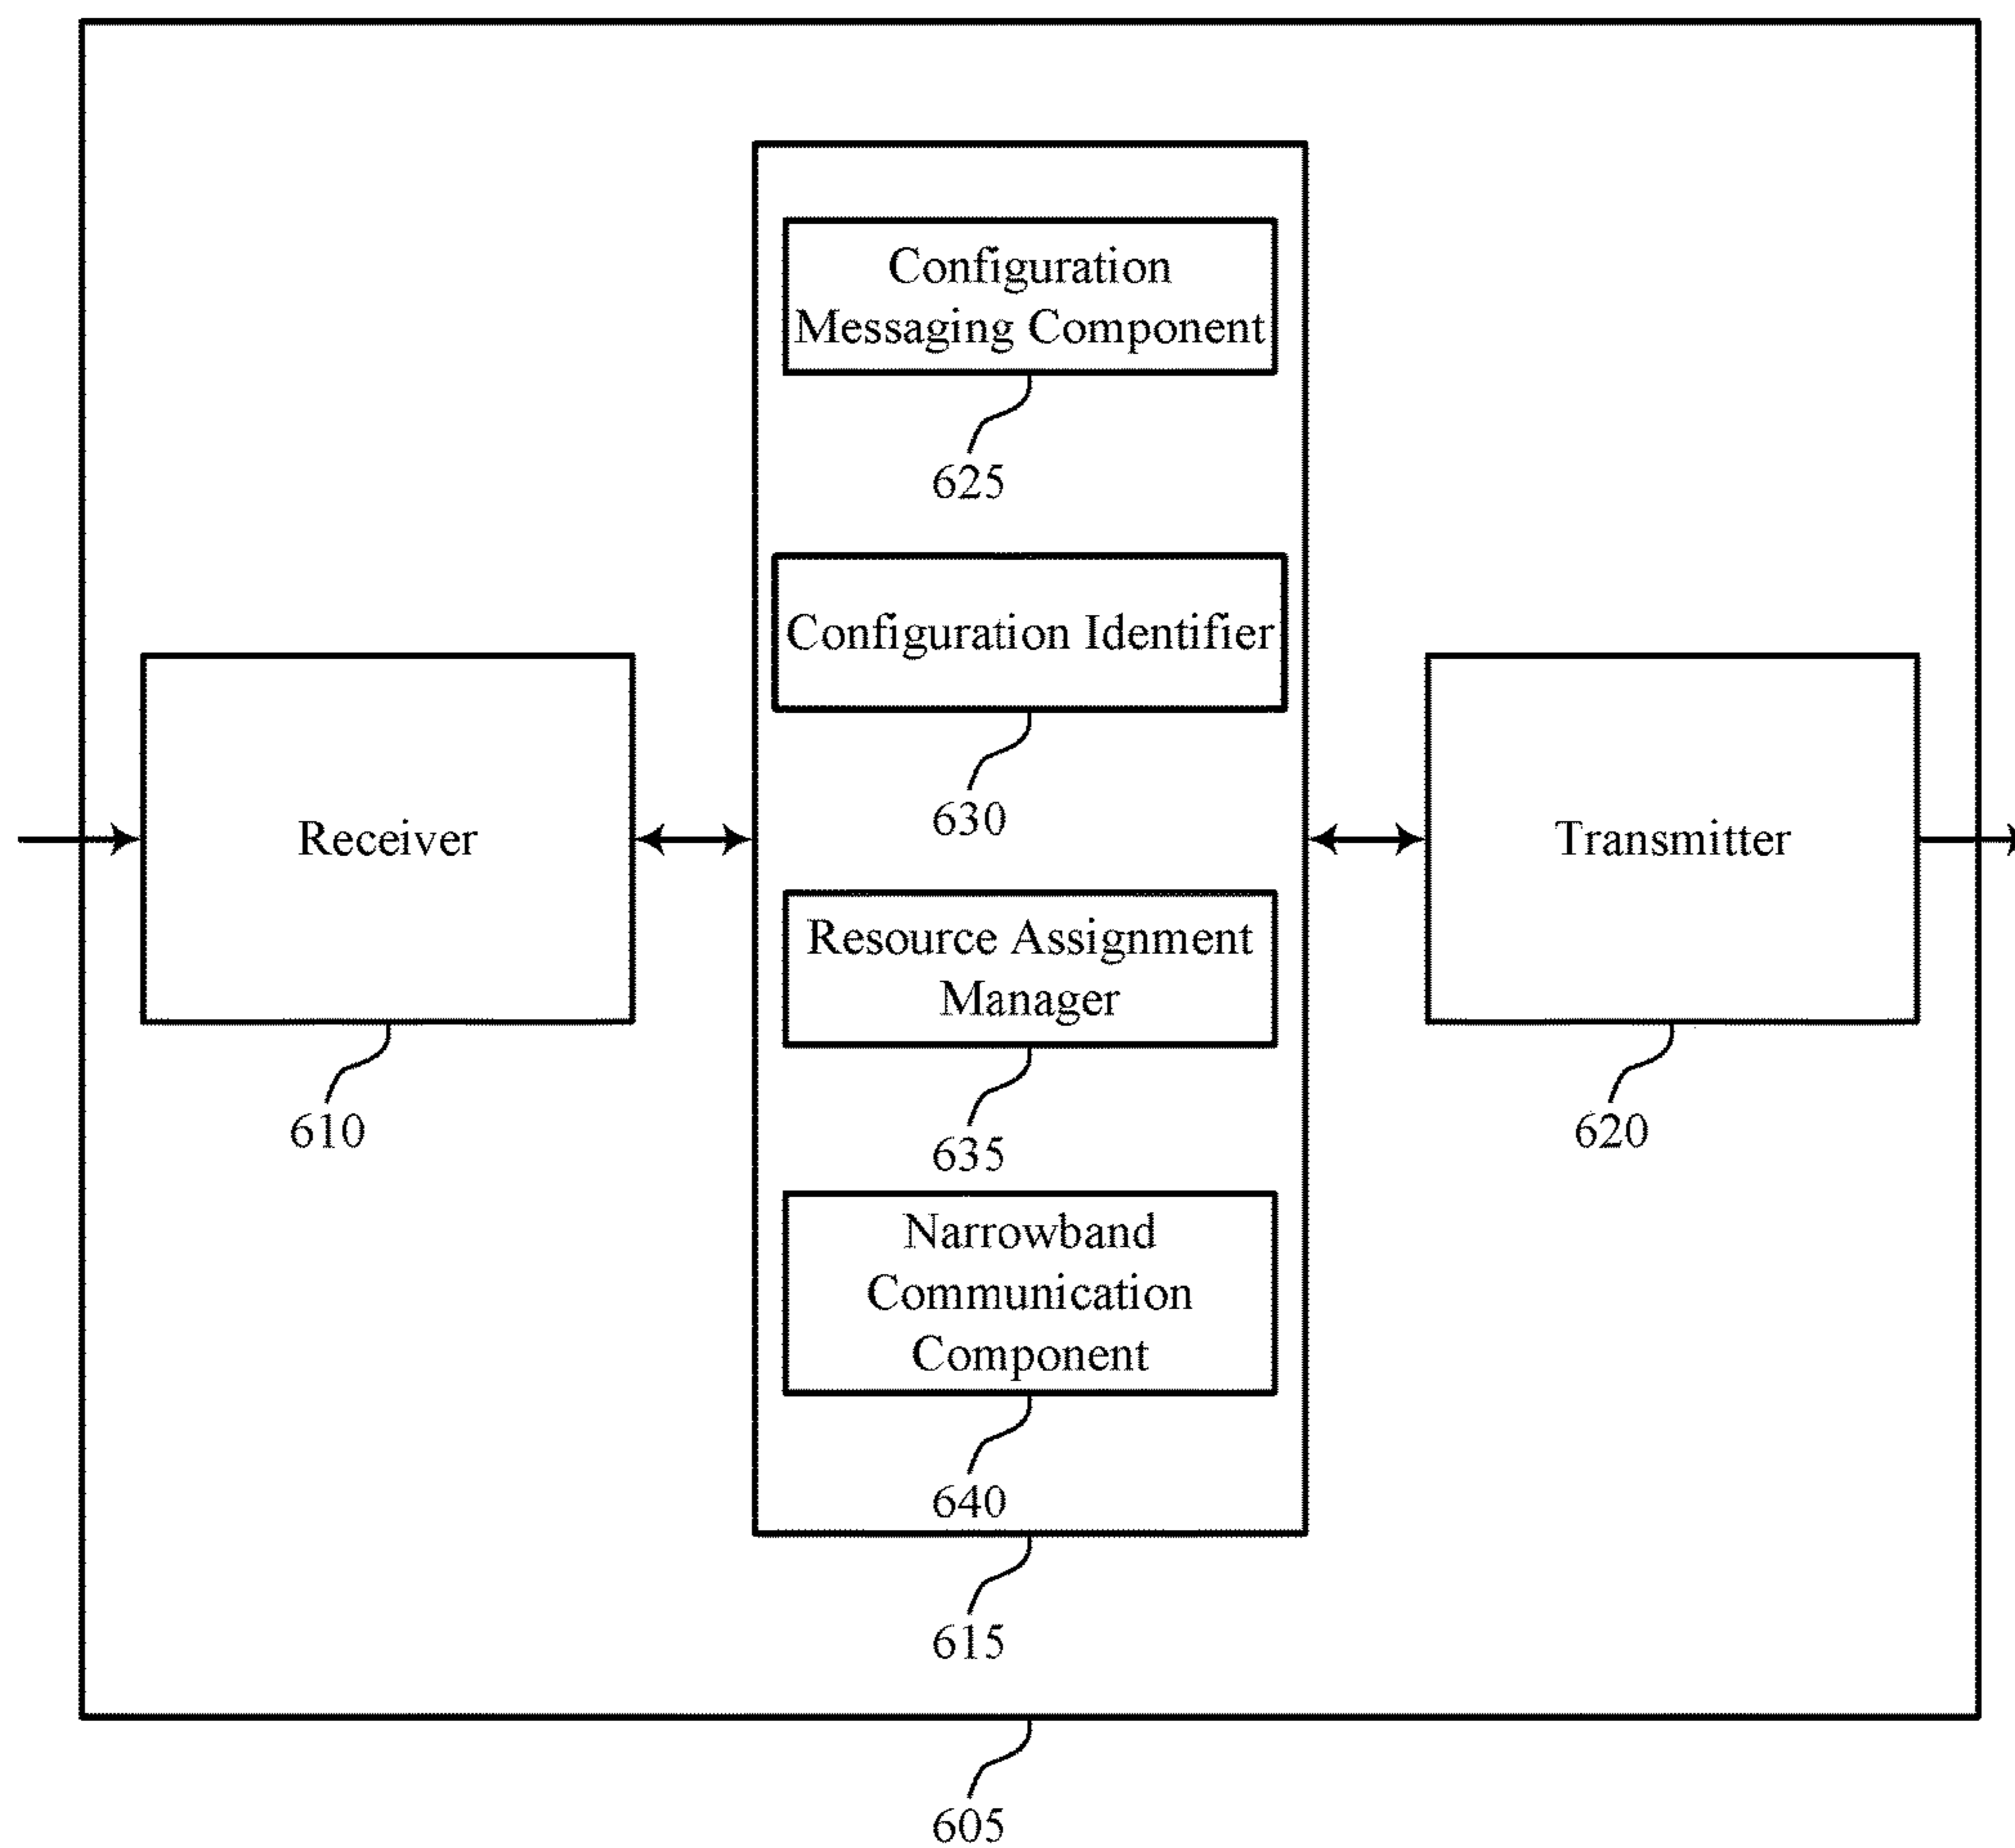 Configuration
Messaging Component
625
Configuration Identifier
630
Receiver
610
Resource Assignment
Manager
635
Narrowband
Communication
Component
640
615
Transmitter
620
605